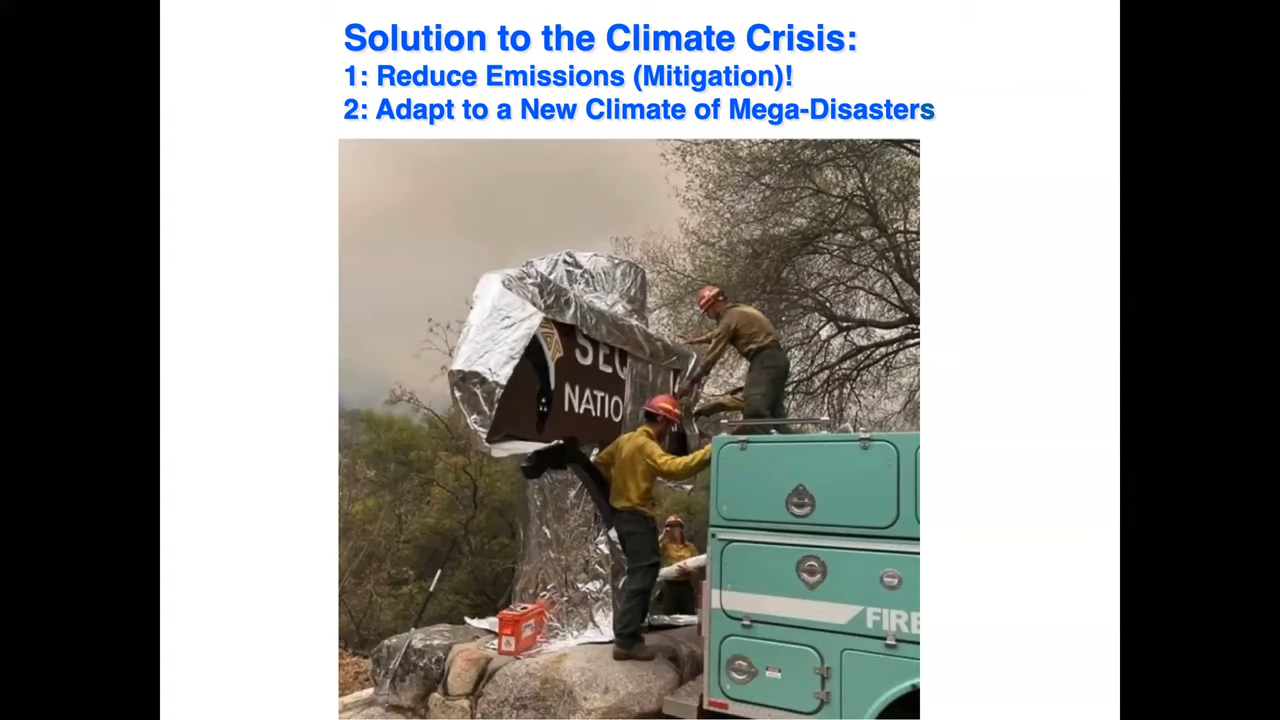 Solution to the Climate Crisis:
1: Reduce Emissions (Mitigation)!
2: Adapt to a New Climate of Mega-Disasters
SEQ
NATIO
FIRE